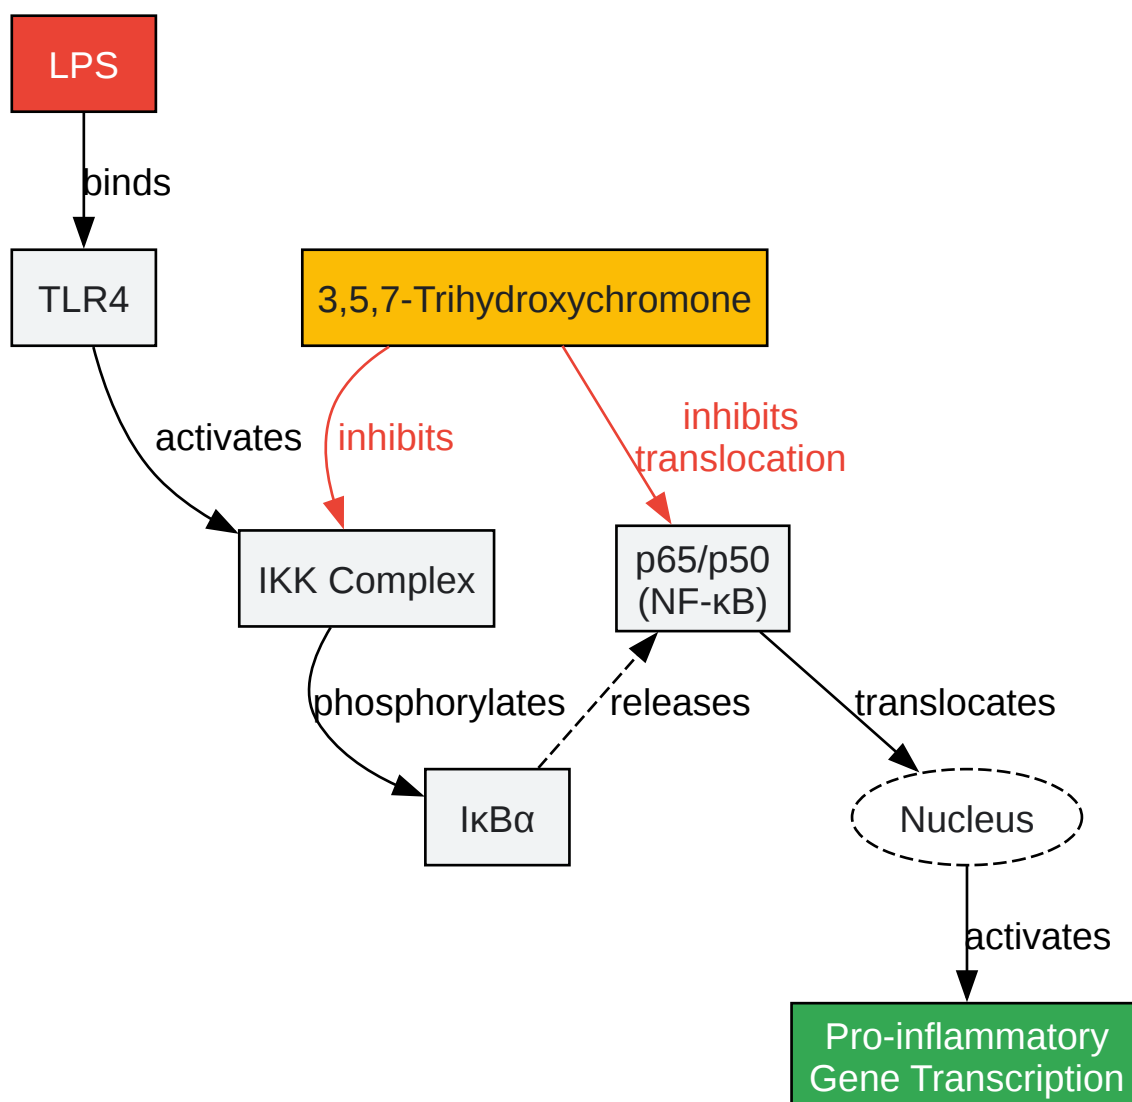 LPS
binds
TLR4
3,5,7-Trihydroxychromone
activates
inhibits
inhibits
translocation
IKK Complex
p65/p50
(NF-κB)
phosphorylates
releases
translocates
IκBα
Nucleus
activates
Pro-inflammatory
Gene Transcription